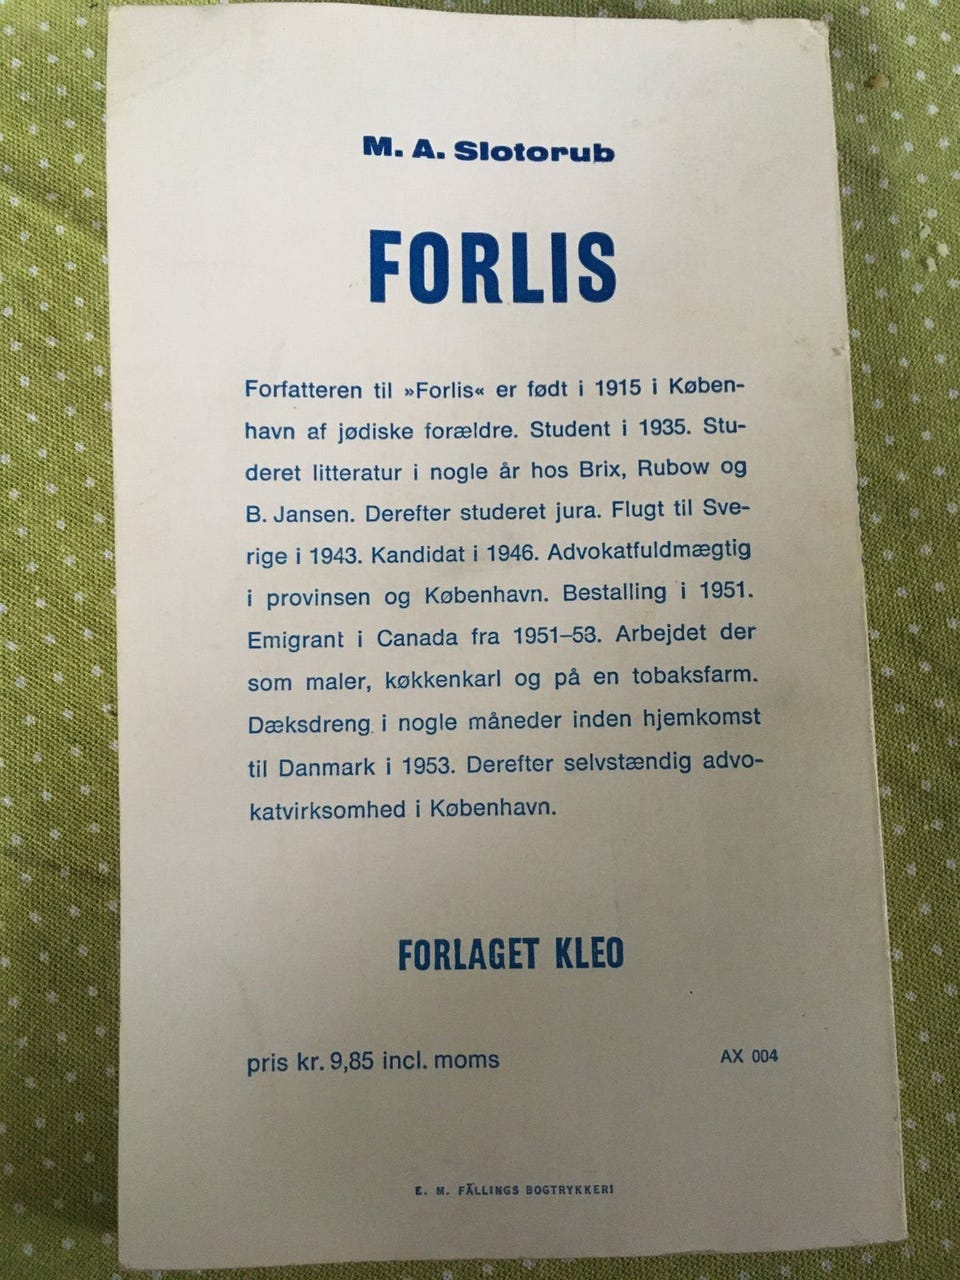 M. A. Slotorub
FORLIS
Forfatteren til »Forlis« er født i 1915 i Køben-
havn af jødiske forældre. Student i 1935. Stu-
deret litteratur i nogle år hos Brix, Rubow og
B. Jansen. Derefter studeret jura. Flugt til Sve-
rige i 1943. Kandidat i 1946. Advokatfuldmægtig
i provinsen og København. Bestalling i 1951.
Emigrant i Canada fra 1951–53. Arbejdet der
som maler, køkkenkarl og på en tobaksfarm.
Dæksdreng i nogle måneder inden hjemkomst
til Danmark i 1953. Derefter selvstændig advo-
katvirksomhed i København.
FORLAGET KLEO
pris kr. 9,85 incl. moms AX 004
E. M. FÄLLINGS BOGTRYKKERI